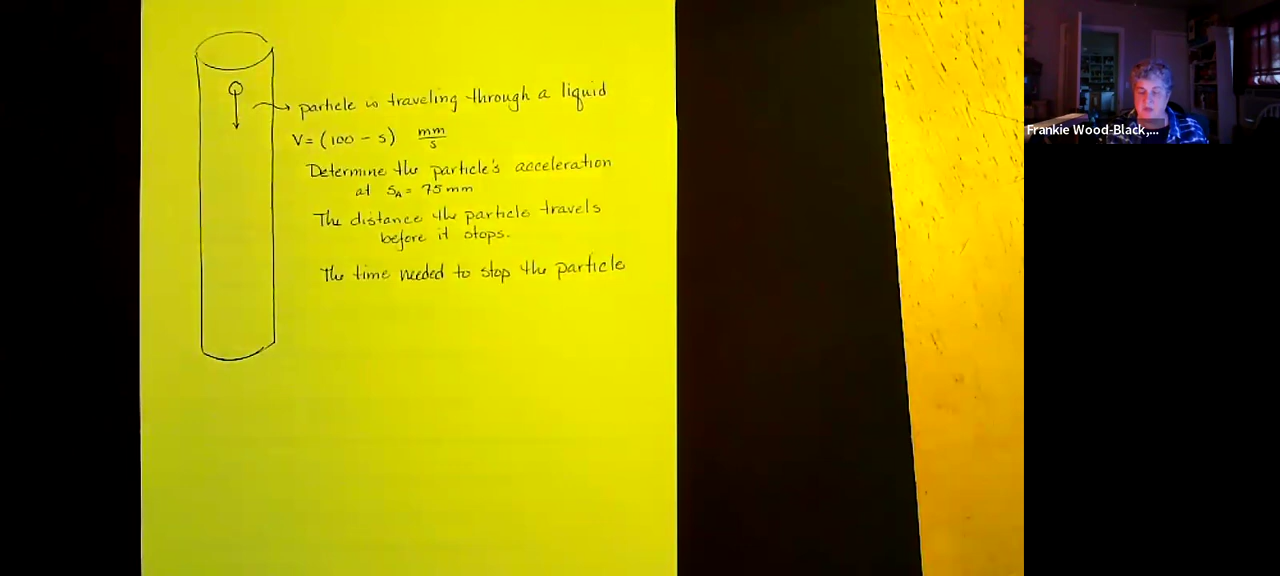 particle is traveling through a liquid
V = (100 - s) mm/s
Determine the particle's acceleration
at SA = 75 mm
The distance the particle travels
before it stops.
The time needed to stop the particle
Frankie Wood-Black,...